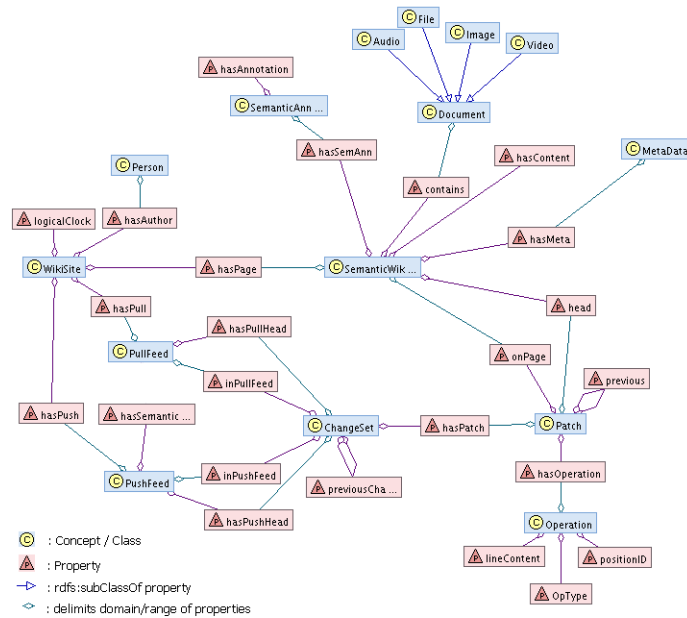 File
Image
Audio
Video
hasAnnotation
SemanticAnn ...
Document
hasContent
MetaData
hasSemAnn
Person
contains
logicalClock
hasAuthor
hasMeta
WikiSite
hasPage
SemanticWik ...
hasPull
head
hasPullHead
PullFeed
onPage
inPullFeed
previous
hasPush
hasSemantic ...
ChangeSet
hasPatch
Patch
inPushFeed
hasOperation
PushFeed
previousCha ...
hasPushHead
Operation
: Concept / Class
lineContent
positionID
: Property
OpType
: rdfs:subClassOf property
: delimits domain/range of properties